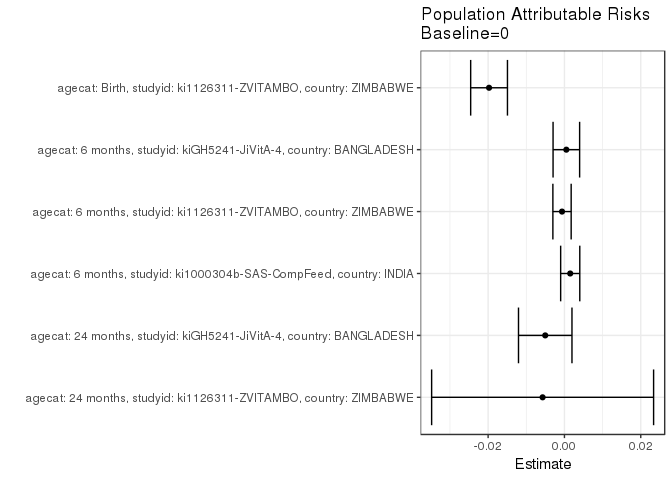 Population Attributable Risks
Baseline=0
agecat: Birth, studyid: ki1126311-ZVITAMBO, country: ZIMBABWE
agecat: 6 months, studyid: kiGH5241-JiVitA-4, country: BANGLADESH
agecat: 6 months, studyid: ki1126311-ZVITAMBO, country: ZIMBABWE
agecat: 6 months, studyid: ki1000304b-SAS-CompFeed, country: INDIA
agecat: 24 months, studyid: kiGH5241-JiVitA-4, country: BANGLADESH
agecat: 24 months, studyid: ki1126311-ZVITAMBO, country: ZIMBABWE
-0.02 0.00 0.02
Estimate